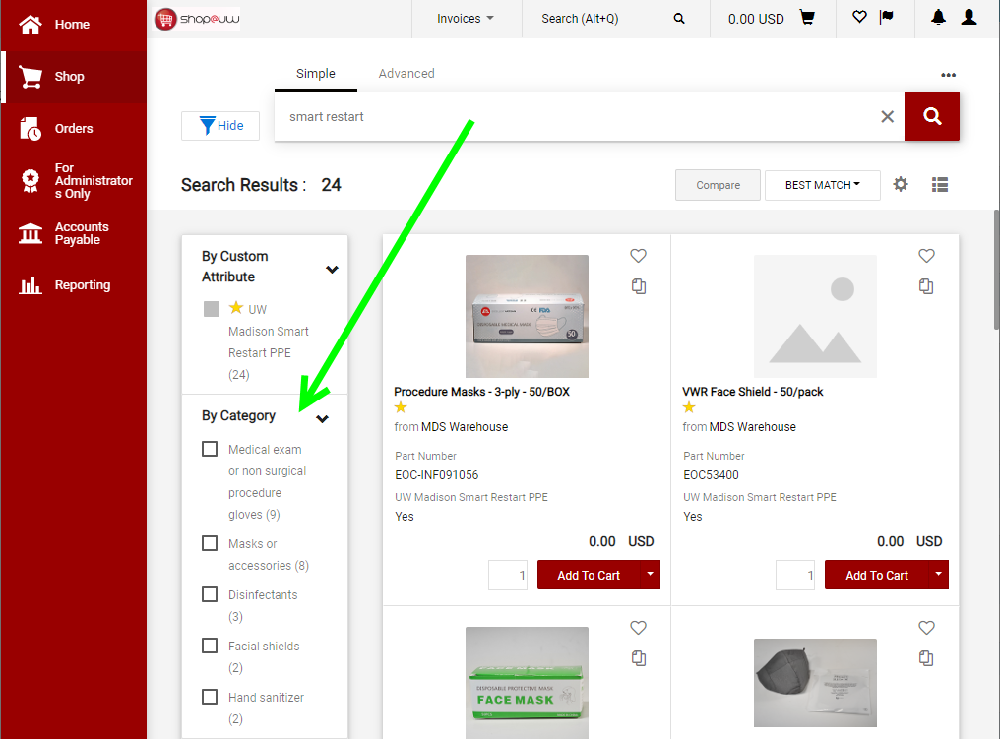 Home
Shop
Orders
For
Administrator
s Only
Accounts
Payable
Reporting
shop@UW
Invoices
Search (Alt+Q)
0.00 USD
Simple
Advanced
Hide
smart restart
Search Results : 24
Compare
BEST MATCH
By Custom
Attribute
UW
Madison Smart
Restart PPE
(24)
By Category
Medical exam
or non surgical
procedure
gloves (9)
Masks or
accessories (8)
Disinfectants
(3)
Facial shields
(2)
Hand sanitizer
(2)
DISPOSABLE MEDICAL MASK
50
Procedure Masks - 3-ply - 50/BOX
from MDS Warehouse
Part Number
EOC-INF091056
UW Madison Smart Restart PPE
Yes
0.00 USD
1
Add To Cart
VWR Face Shield - 50/pack
from MDS Warehouse
Part Number
EOC53400
UW Madison Smart Restart PPE
Yes
0.00 USD
1
Add To Cart
DISPOSABLE PROTECTIVE MASK
FACE MASK